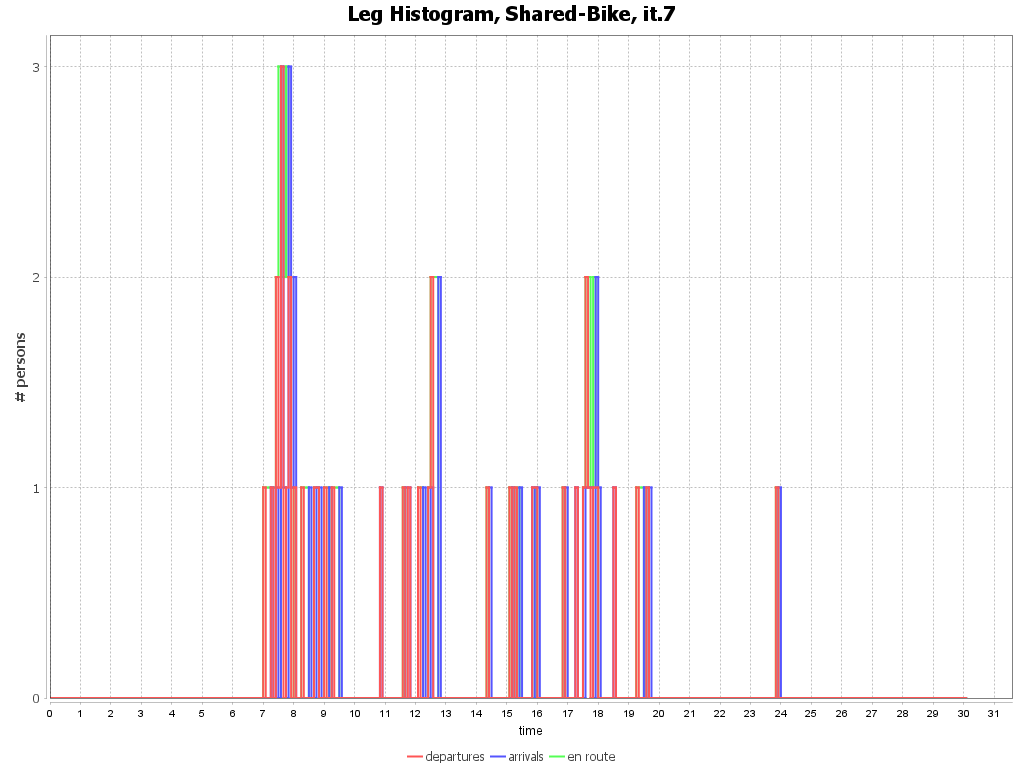 Leg Histogram, Shared-Bike, it.7
3
2
1
0
# persons
0 1 2 3 4 5 6 7 8 9 10 11 12 13 14 15 16 17 18 19 20 21 22 23 24 25 26 27 28 29 30 31
time
departures arrivals en route